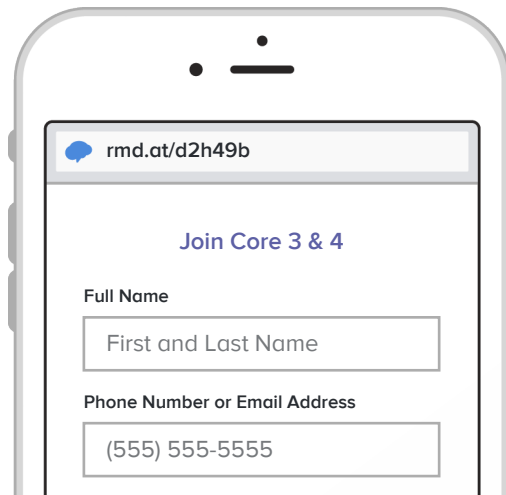 rmd.at/d2h49b
Join Core 3 & 4
Full Name
First and Last Name
Phone Number or Email Address
(555) 555-5555